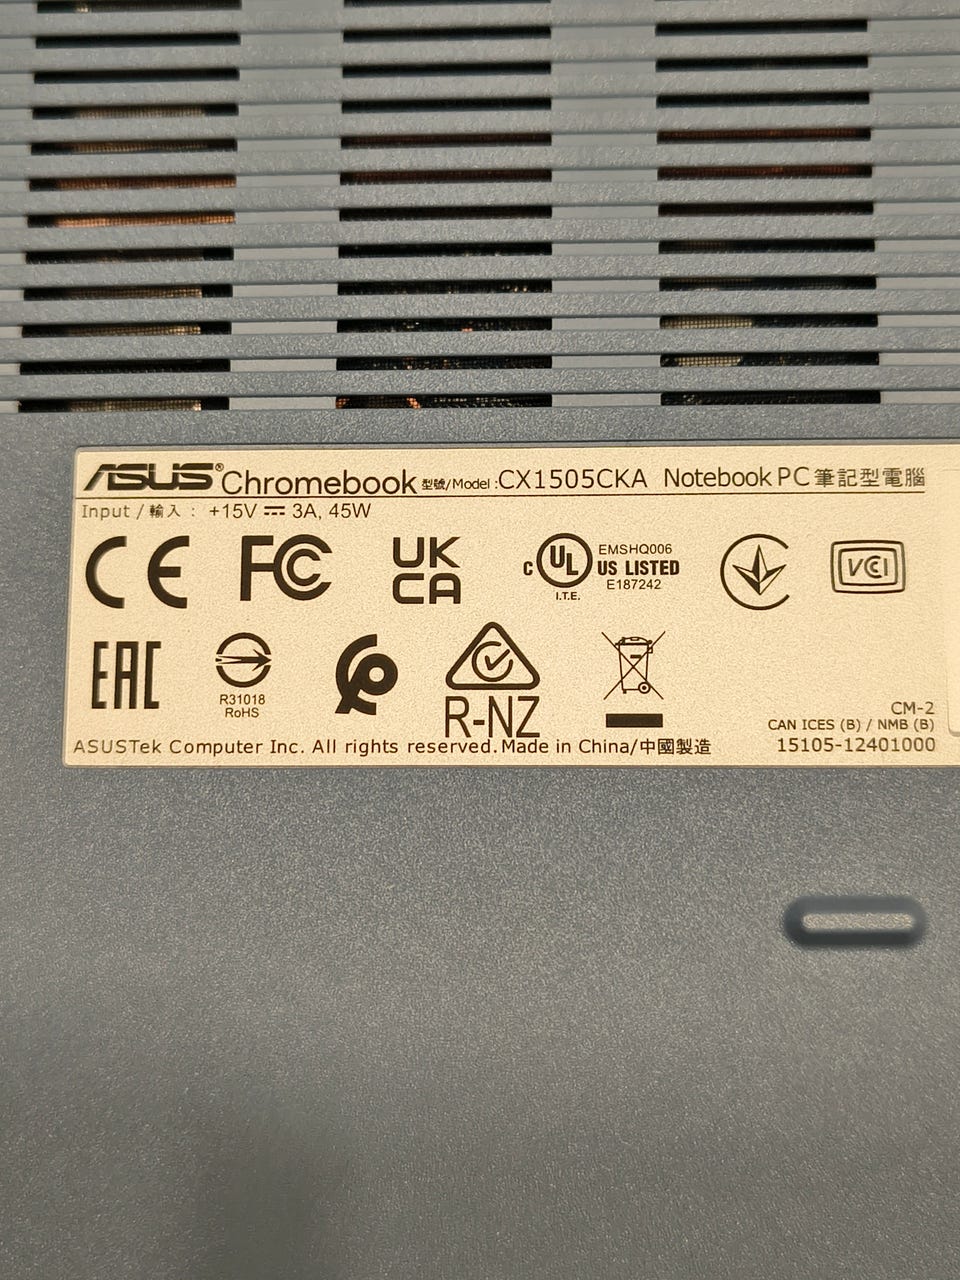 ASUS® Chromebook 型號/Model :CX1505CKA Notebook PC 筆記型電腦
Input / 輸入 : +15V ⎓ 3A, 45W
CE FC UK CA c UL US LISTED I.T.E. EMSHQ006 E187242 VCCI
EAC R31018 RoHS R-NZ
CM-2
CAN ICES (B) / NMB (B)
ASUSTek Computer Inc. All rights reserved. Made in China/中國製造 15105-12401000